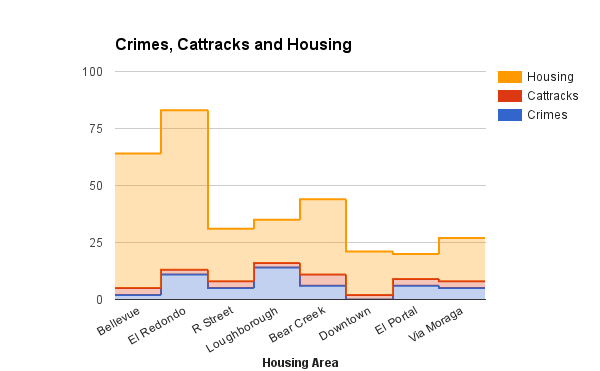 Crimes, Cattracks and Housing
100
75
50
25
0
Housing
Cattracks
Crimes
Bellevue
El Redondo
R Street
Loughborough
Bear Creek
Downtown
El Portal
Via Moraga
Housing Area